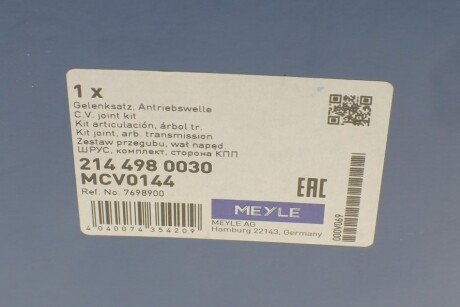 1 x
Gelenksatz, Antriebswelle
C.V. joint kit
Kit articulación, árbol tr.
Kit joint, arb. transmission
Zestaw przegubu, wał napęd
ШРУС, комплект, сторона КПП
214 498 0030
MCV0144
Ref. No. 7698900
EAC
MEYLE
MEYLE AG
Hamburg 22143, Germany
4 040074 354209
000V069